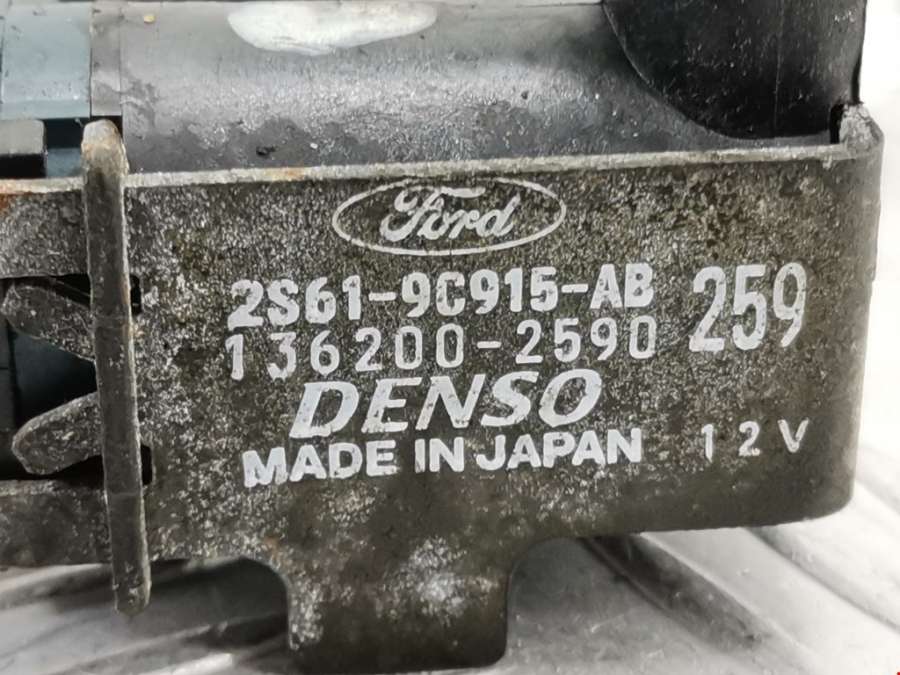 Ford
2S61-9C915-AB 259
136200-2590
DENSO
MADE IN JAPAN 12V